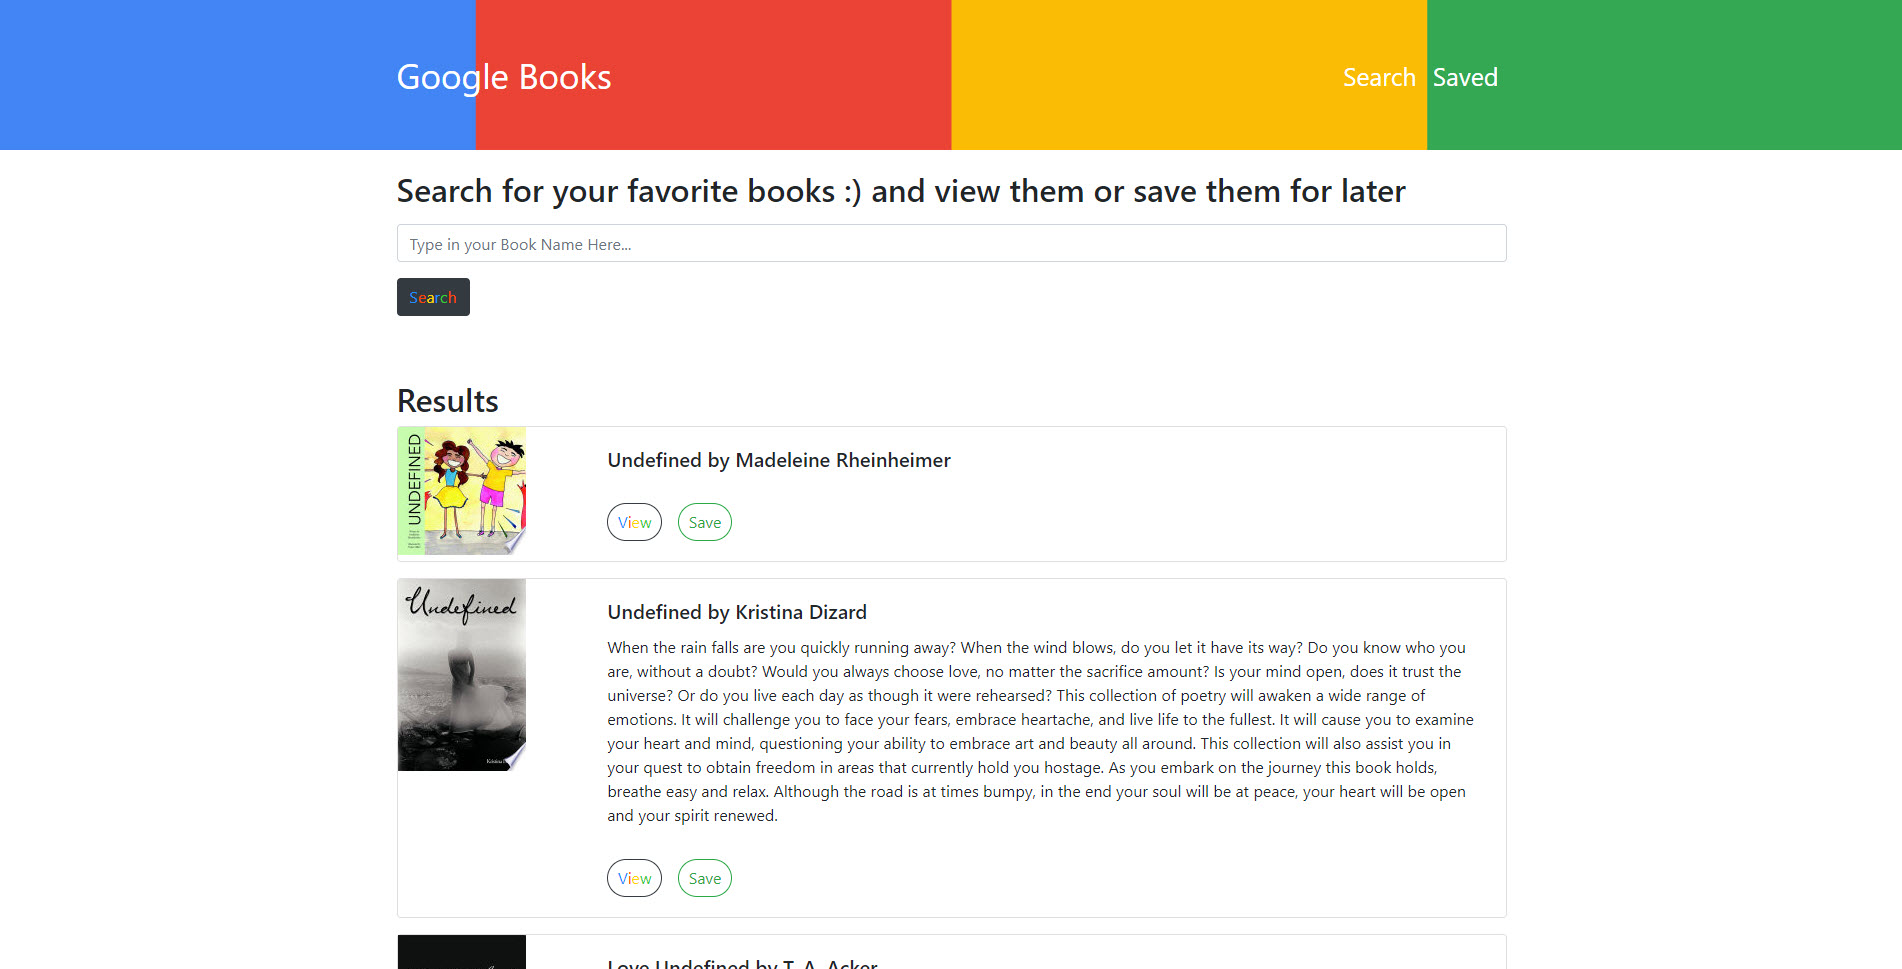 Google Books
Search Saved
Search for your favorite books :) and view them or save them for later
Type in your Book Name Here...
Search
Results
UNDEFINED
Undefined by Madeleine Rheinheimer
View Save
Undefined
Undefined by Kristina Dizard
When the rain falls are you quickly running away? When the wind blows, do you let it have its way? Do you know who you
are, without a doubt? Would you always choose love, no matter the sacrifice amount? Is your mind open, does it trust the
universe? Or do you live each day as though it were rehearsed? This collection of poetry will awaken a wide range of
emotions. It will challenge you to face your fears, embrace heartache, and live life to the fullest. It will cause you to examine
your heart and mind, questioning your ability to embrace art and beauty all around. This collection will also assist you in
your quest to obtain freedom in areas that currently hold you hostage. As you embark on the journey this book holds,
breathe easy and relax. Although the road is at times bumpy, in the end your soul will be at peace, your heart will be open
and your spirit renewed.
Kristina
View Save
Love Undefined by T. A. Acker